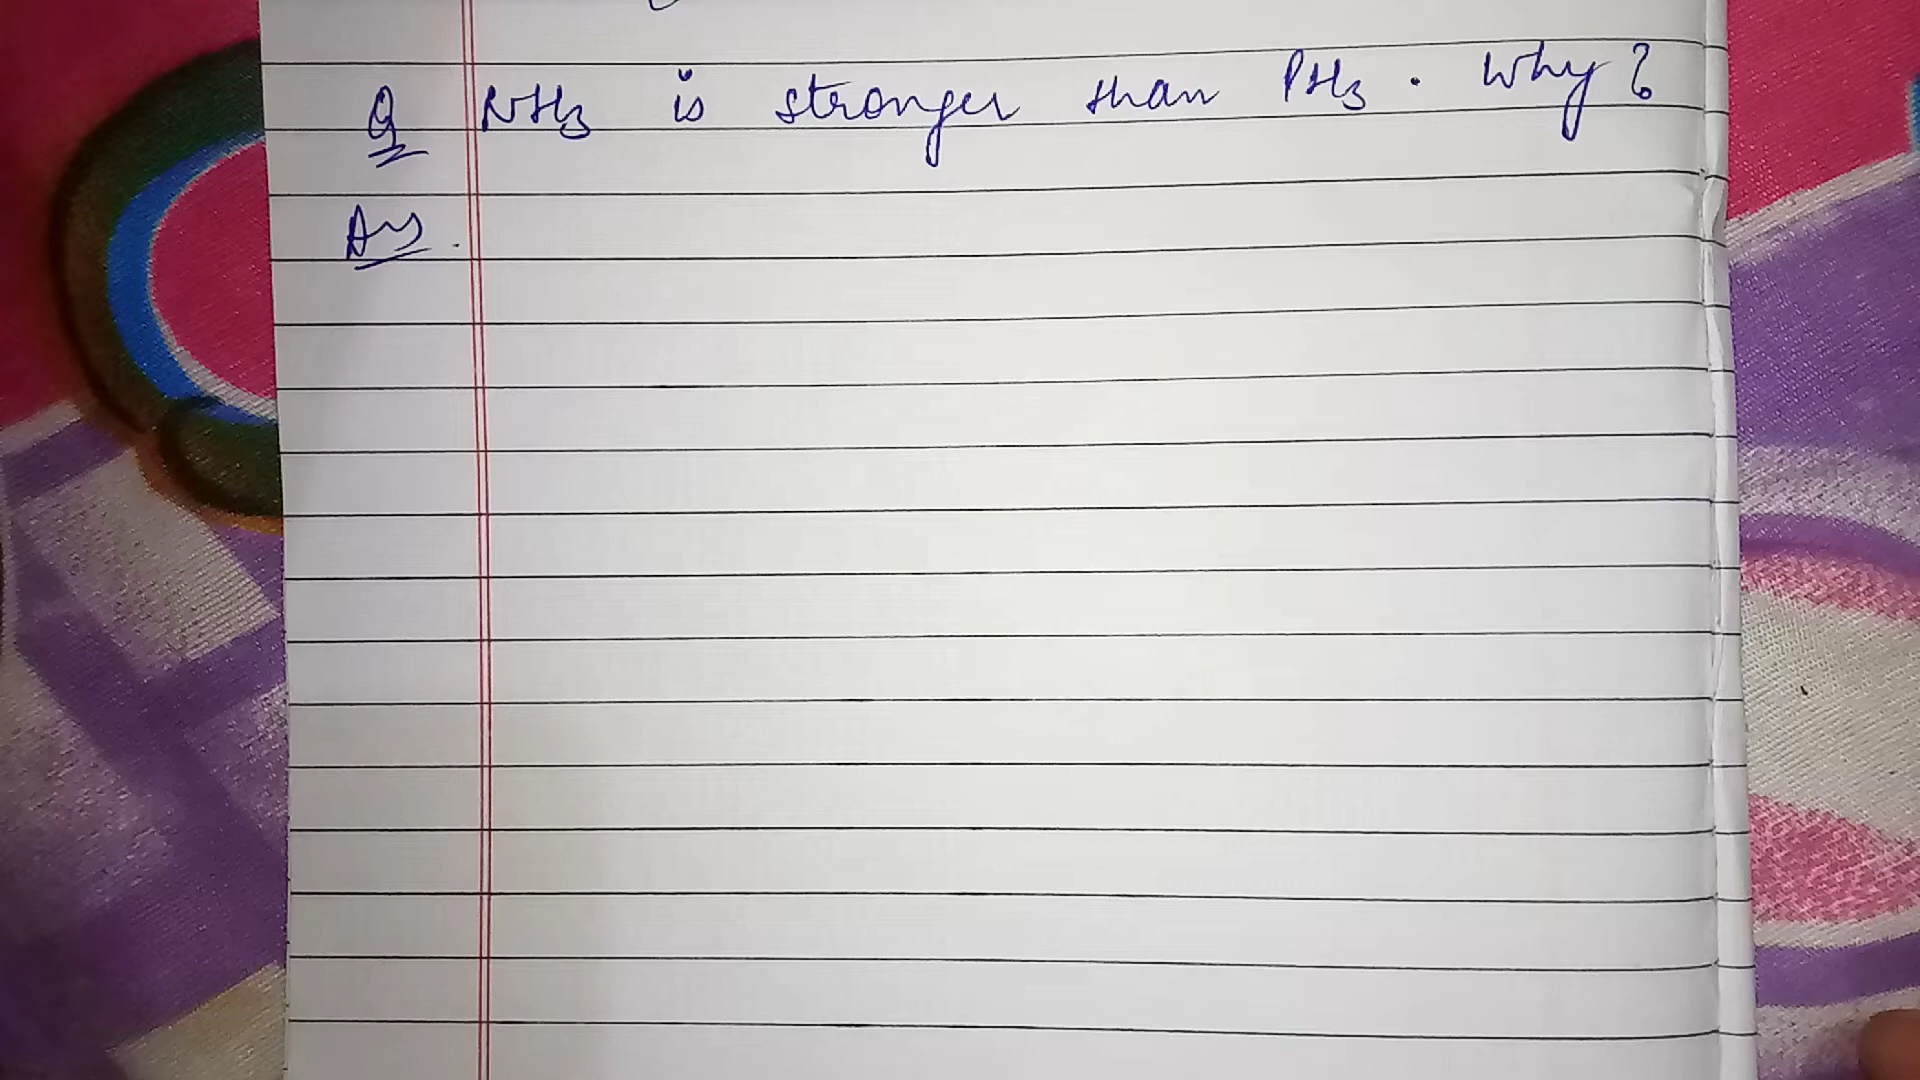 Q NH3 is stronger than PH3. Why?
Ans.